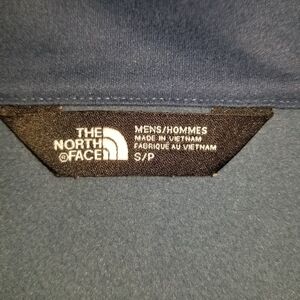 THE
NORTH
®FACE
MENS/HOMMES
MADE IN VIETNAM
FABRIQUÉ AU VIETNAM
S/P